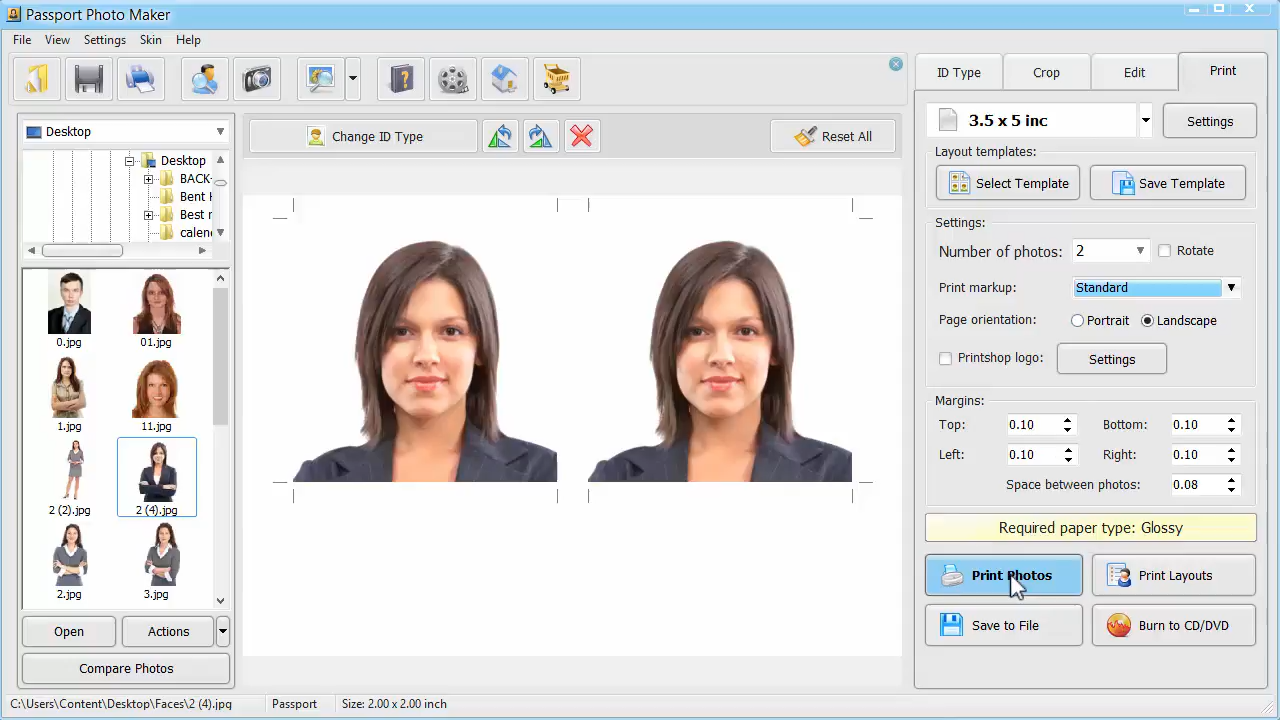 Passport Photo Maker
File View Settings Skin Help
ID Type Crop Edit Print
Desktop
Change ID Type
Reset All
3.5 x 5 inc
Settings
Layout templates:
Select Template
Save Template
Desktop
BACK
Bent
Best
calen
Settings:
Number of photos: 2 Rotate
Print markup: Standard
Page orientation: Portrait Landscape
Printshop logo: Settings
0.jpg
01.jpg
1.jpg
11.jpg
2 (2).jpg
2 (4).jpg
2.jpg
3.jpg
Margins:
Top: 0.10 Bottom: 0.10
Left: 0.10 Right: 0.10
Space between photos: 0.08
Required paper type: Glossy
Print Photos
Print Layouts
Save to File
Burn to CD/DVD
Open
Actions
Compare Photos
C:\Users\Content\Desktop\Faces\2 (4).jpg Passport Size: 2.00 x 2.00 inch